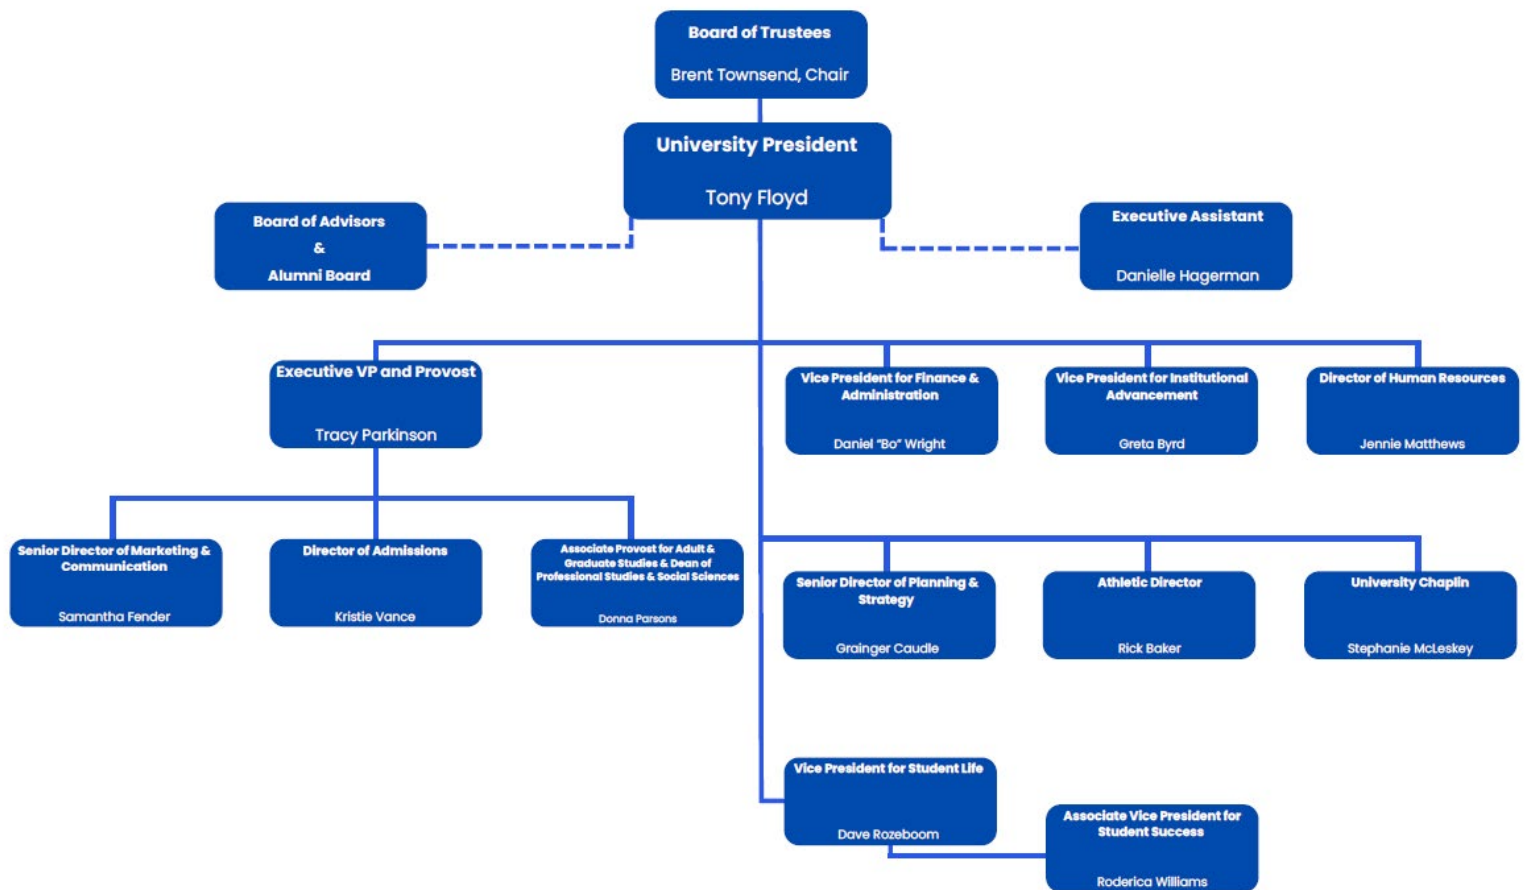 Board of Trustees
Brent Townsend, Chair
University President
Tony Floyd
Board of Advisors
&
Alumni Board
Executive Assistant
Danielle Hagerman
Executive VP and Provost
Tracy Parkinson
Vice President for Finance &
Administration
Daniel “Bo” Wright
Vice President for Institutional
Advancement
Greta Byrd
Director of Human Resources
Jennie Matthews
Senior Director of Marketing &
Communication
Samantha Fender
Director of Admissions
Kristie Vance
Associate Provost for Adult &
Graduate Studies & Dean of
Professional Studies & Social Sciences
Donna Parsons
Senior Director of Planning &
Strategy
Grainger Caudle
Athletic Director
Rick Baker
University Chaplin
Stephanie McLeskey
Vice President for Student Life
Dave Rozeboom
Associate Vice President for
Student Success
Roderica Williams